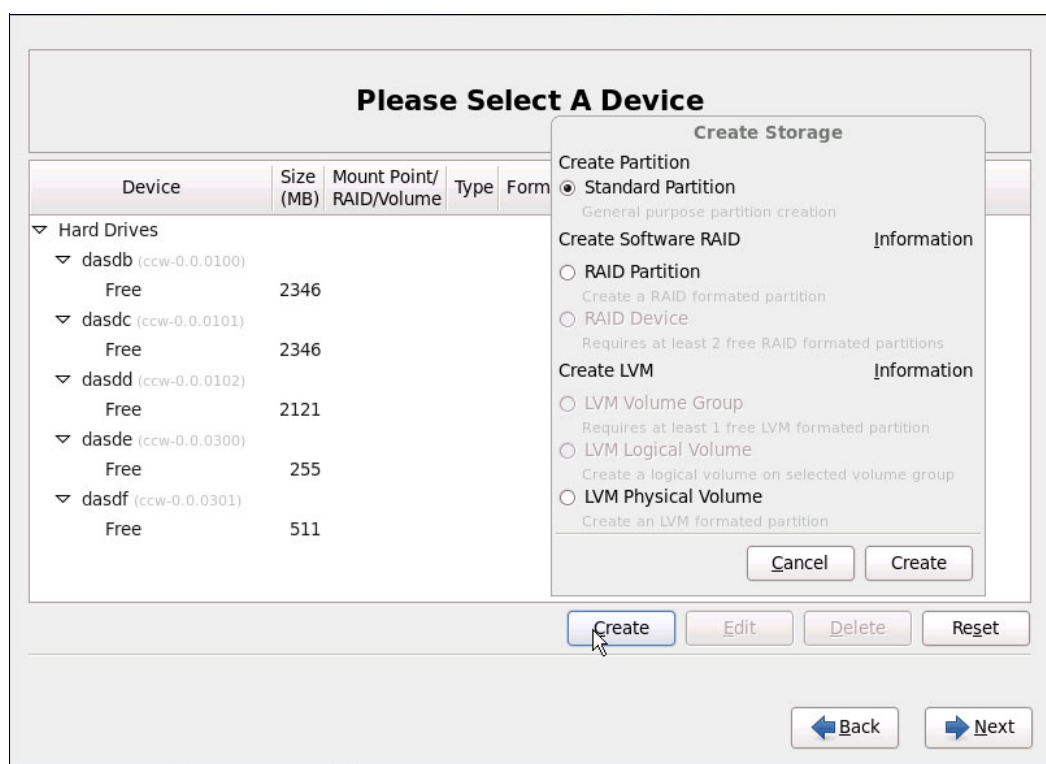 Please Select A Device
Device
Size (MB)
Mount Point/ RAID/Volume
Type
Form
Hard Drives
dasdb (ccw-0.0.0100)
Free 2346
dasdc (ccw-0.0.0101)
Free 2346
dasdd (ccw-0.0.0102)
Free 2121
dasde (ccw-0.0.0300)
Free 255
dasdf (ccw-0.0.0301)
Free 511
Create Storage
Create Partition
Standard Partition
General purpose partition creation
Create Software RAID Information
RAID Partition
Create a RAID formated partition
RAID Device
Requires at least 2 free RAID formated partitions
Create LVM Information
LVM Volume Group
Requires at least 1 free LVM formated partition
LVM Logical Volume
Create a logical volume on selected volume group
LVM Physical Volume
Create an LVM formated partition
Cancel Create
Create Edit Delete Reset
Back Next